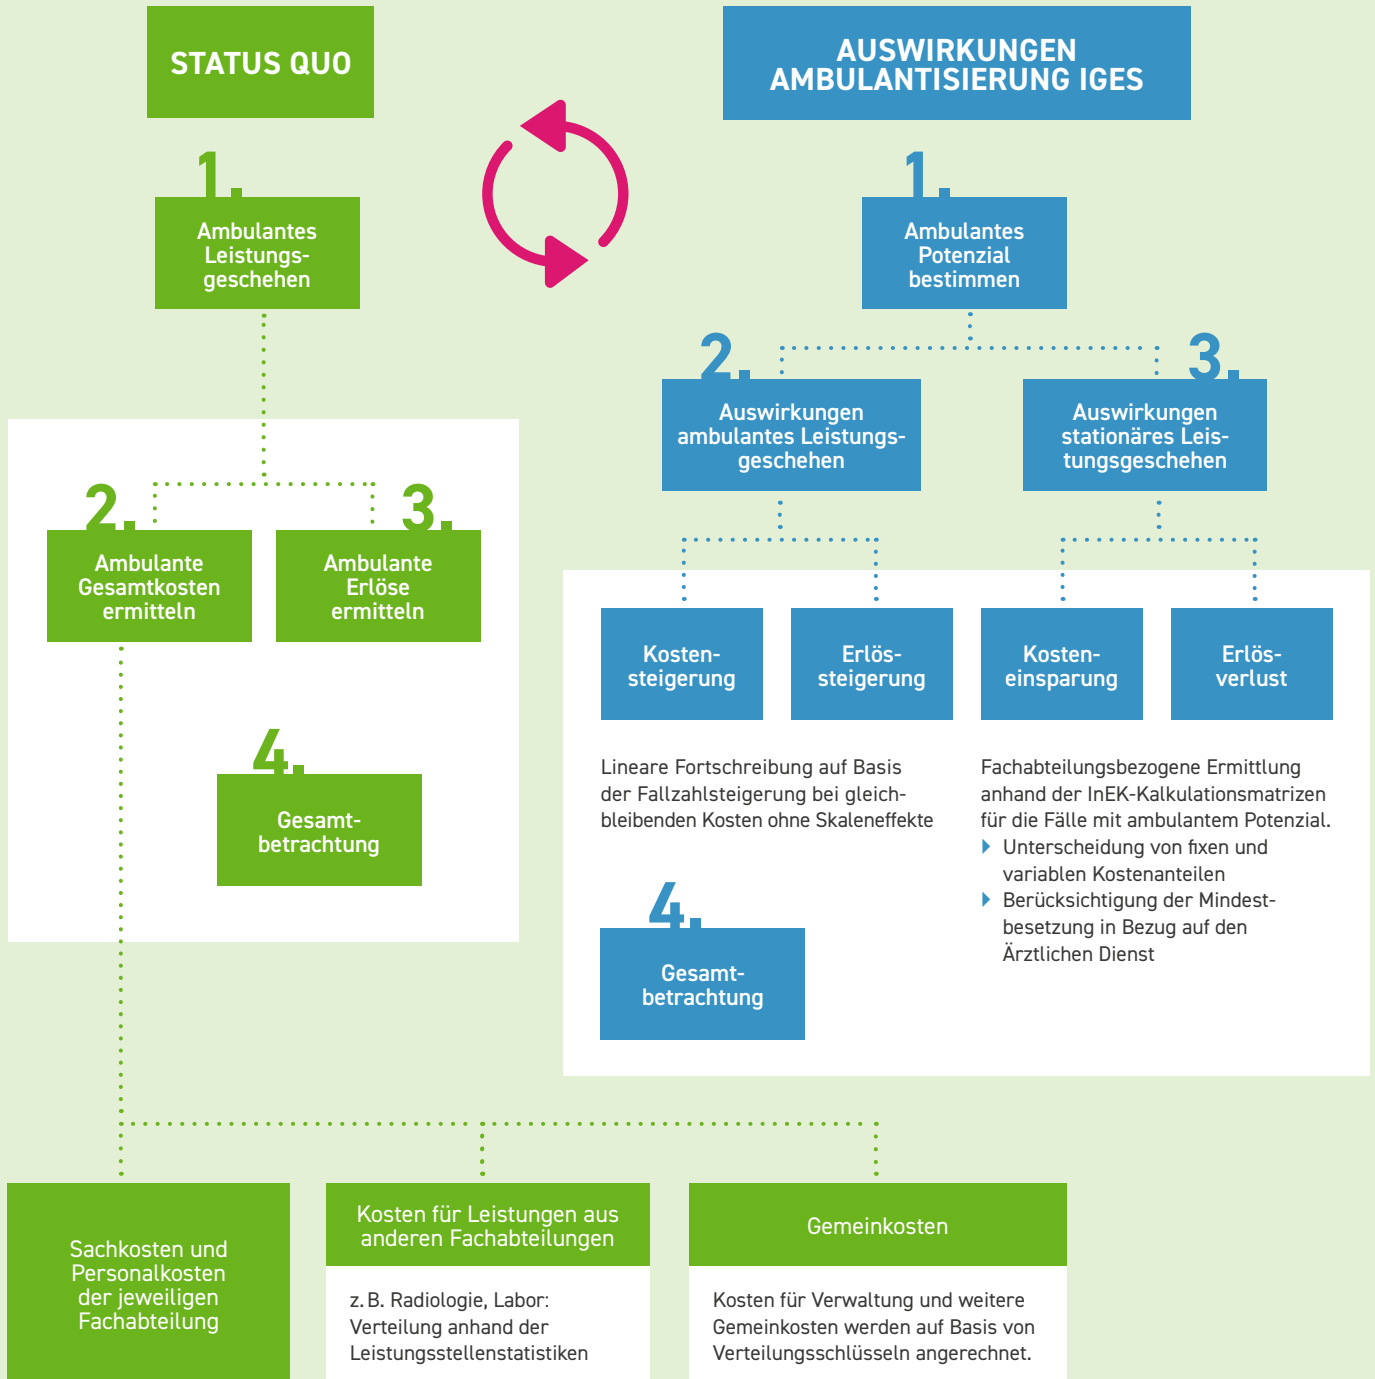 STATUS QUO
1.
Ambulantes
Leistungs-
geschehen
2.
Ambulante
Gesamtkosten
ermitteln
3.
Ambulante
Erlöse
ermitteln
4.
Gesamt-
betrachtung
Sachkosten und
Personalkosten
der jeweiligen
Fachabteilung
Kosten für Leistungen aus
anderen Fachabteilungen
z. B. Radiologie, Labor:
Verteilung anhand der
Leistungsstellenstatistiken
Gemeinkosten
Kosten für Verwaltung und weitere
Gemeinkosten werden auf Basis von
Verteilungsschlüsseln angerechnet.
AUSWIRKUNGEN
AMBULANTISIERUNG IGES
1.
Ambulantes
Potenzial
bestimmen
2.
Auswirkungen
ambulantes Leistungs-
geschehen
3.
Auswirkungen
stationäres Leis-
tungsgeschehen
Kosten-
steigerung
Erlös-
steigerung
Kosten-
einsparung
Erlös-
verlust
Lineare Fortschreibung auf Basis
der Fallzahlsteigerung bei gleich-
bleibenden Kosten ohne Skaleneffekte
Fachabteilungsbezogene Ermittlung
anhand der InEK-Kalkulationsmatrizen
für die Fälle mit ambulantem Potenzial.
Unterscheidung von fixen und
variablen Kostenanteilen
Berücksichtigung der Mindest-
besetzung in Bezug auf den
Ärztlichen Dienst
4.
Gesamt-
betrachtung